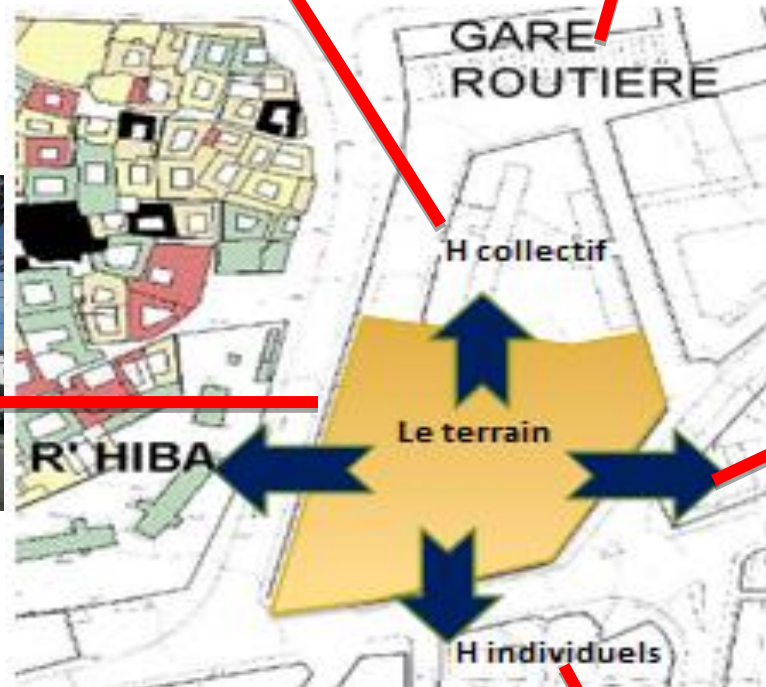 GARE
ROUTIERE
H collectif
Le terrain
R' HIBA
H individuels